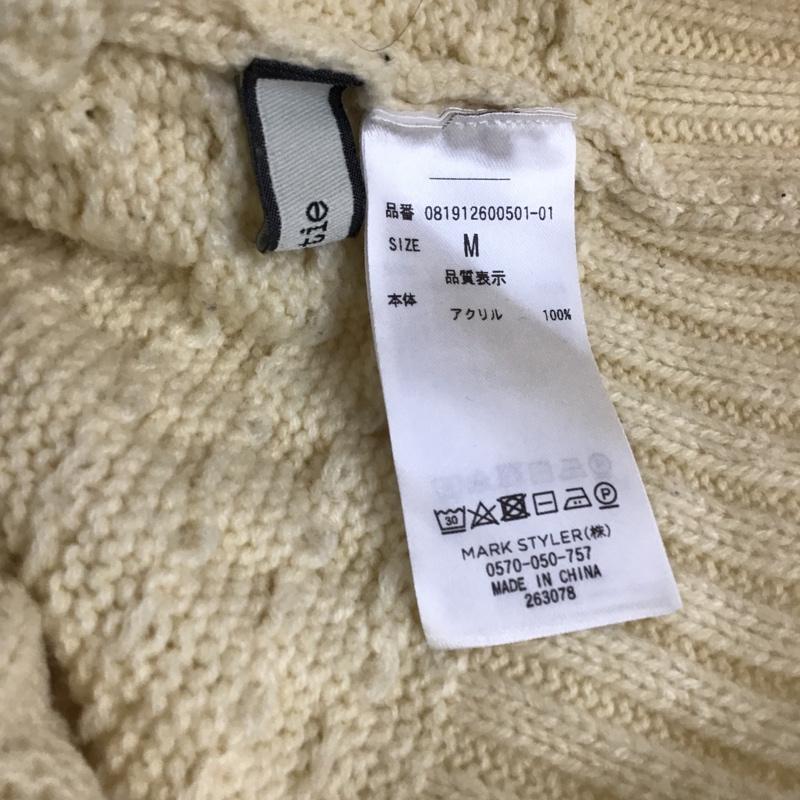 tie
品番 081912600501-01
SIZE M
品質表示
本体 アクリル 100%
30 P
MARK STYLER(株)
0570-050-757
MADE IN CHINA
263078